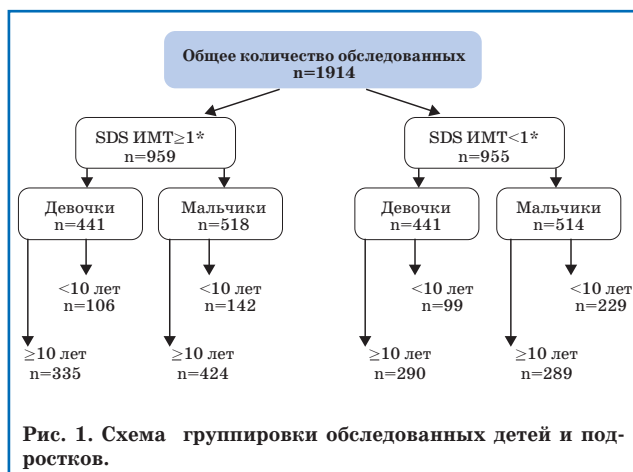 Общее количество обследованных
n=1914
SDS ИМТ≥1*
n=959
SDS ИМТ<1*
n=955
Девочки
n=441
Мальчики
n=518
Девочки
n=441
Мальчики
n=514
<10 лет
n=106
<10 лет
n=142
<10 лет
n=99
<10 лет
n=229
≥10 лет
n=335
≥10 лет
n=424
≥10 лет
n=290
≥10 лет
n=289
Рис. 1. Схема группировки обследованных детей и под-
ростков.